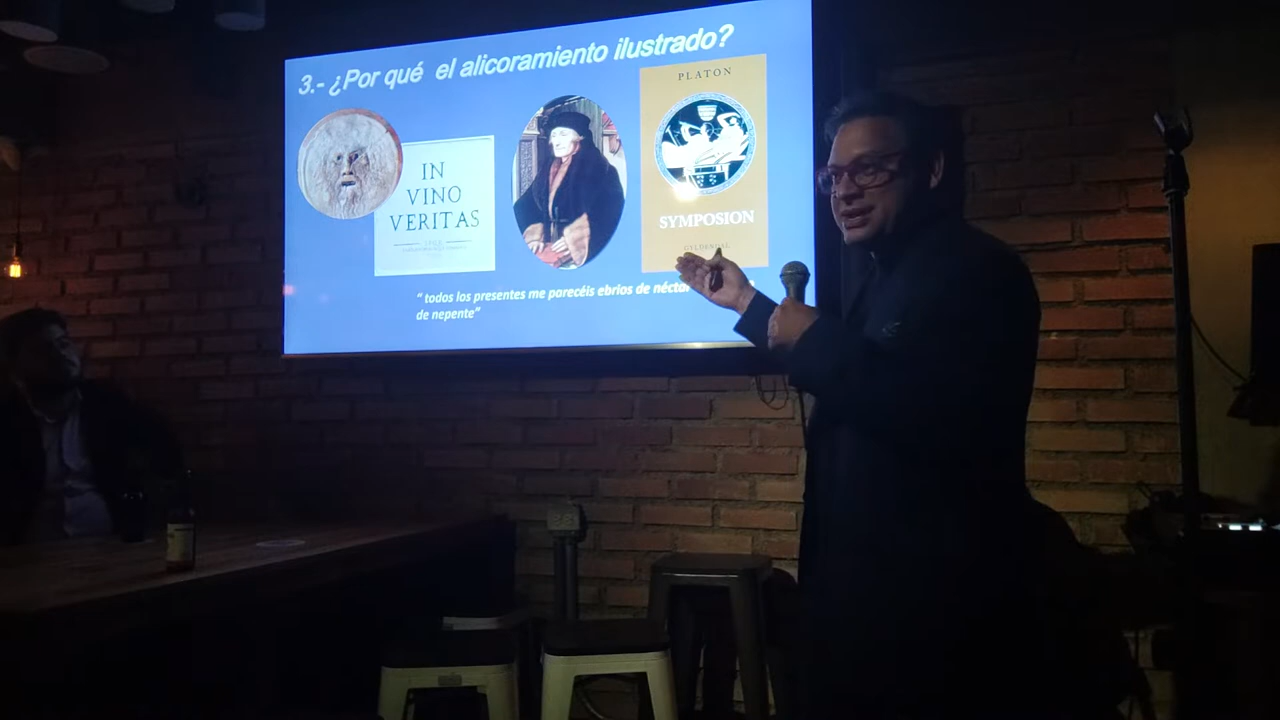 3.- ¿Por qué el alicoramiento ilustrado?
IN
VINO
VERITAS
PLATON
SYMPOSION
GYLDENDAL
“ todos los presentes me parecéis ebrios de
de nepente”